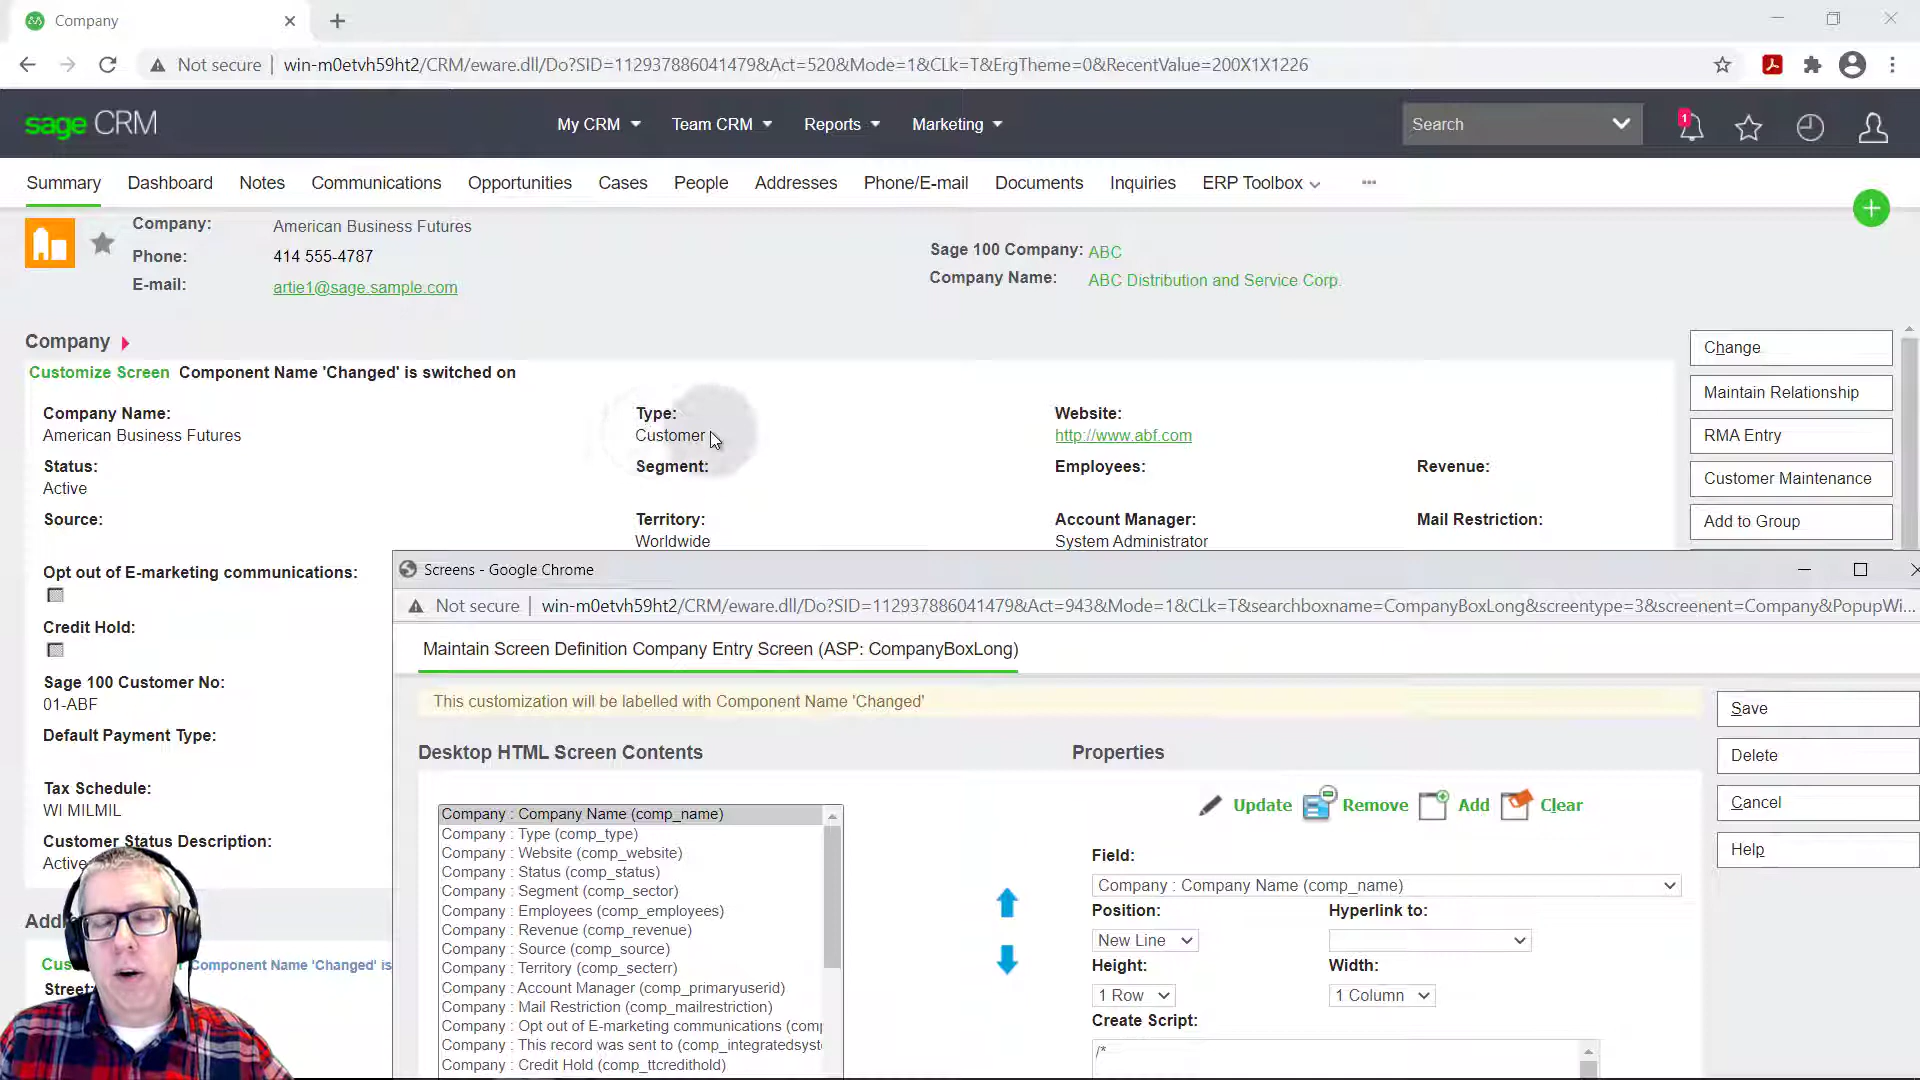 Company
Not secure win-m0etvh59ht2/CRM/eware.dll/Do?SID=112937886041479&Act=520&Mode=1&CLk=T&ErgTheme=0&RecentValue=200X1X1226
sage CRM My CRM Team CRM Reports Marketing Search 1
Summary Dashboard Notes Communications Opportunities Cases People Addresses Phone/E-mail Documents Inquiries ERP Toolbox ...
Company: American Business Futures
Phone: 414 555-4787
E-mail: artie1@sage.sample.com
Sage 100 Company: ABC
Company Name: ABC Distribution and Service Corp.
Company
Customize Screen Component Name 'Changed' is switched on
Company Name: Type: Website:
American Business Futures Customer http://www.abf.com
Status: Segment: Employees: Revenue:
Active
Source: Territory: Account Manager: Mail Restriction:
Worldwide System Administrator
Opt out of E-marketing communications:
Credit Hold:
Sage 100 Customer No:
01-ABF
Default Payment Type:
Tax Schedule:
WI MILMIL
Customer Status Description:
Active
Component Name 'Changed' is
Street:
Change
Maintain Relationship
RMA Entry
Customer Maintenance
Add to Group
Screens - Google Chrome
Not secure win-m0etvh59ht2/CRM/eware.dll/Do?SID=112937886041479&Act=943&Mode=1&CLk=T&searchboxname=CompanyBoxLong&screentype=3&screenent=Company&PopupWi...
Maintain Screen Definition Company Entry Screen (ASP: CompanyBoxLong)
This customization will be labelled with Component Name 'Changed'
Desktop HTML Screen Contents
Company : Company Name (comp_name)
Company : Type (comp_type)
Company : Website (comp_website)
Company : Status (comp_status)
Company : Segment (comp_sector)
Company : Employees (comp_employees)
Company : Revenue (comp_revenue)
Company : Source (comp_source)
Company : Territory (comp_secterr)
Company : Account Manager (comp_primaryuserid)
Company : Mail Restriction (comp_mailrestriction)
Company : Opt out of E-marketing communications (comp
Company : This record was sent to (comp_integratedsyst
Company : Credit Hold (comp_ttcredithold)
Properties
Update Remove Add Clear
Field:
Company : Company Name (comp_name)
Position: Hyperlink to:
New Line
Height: Width:
1 Row 1 Column
Create Script:
/*
Save
Delete
Cancel
Help